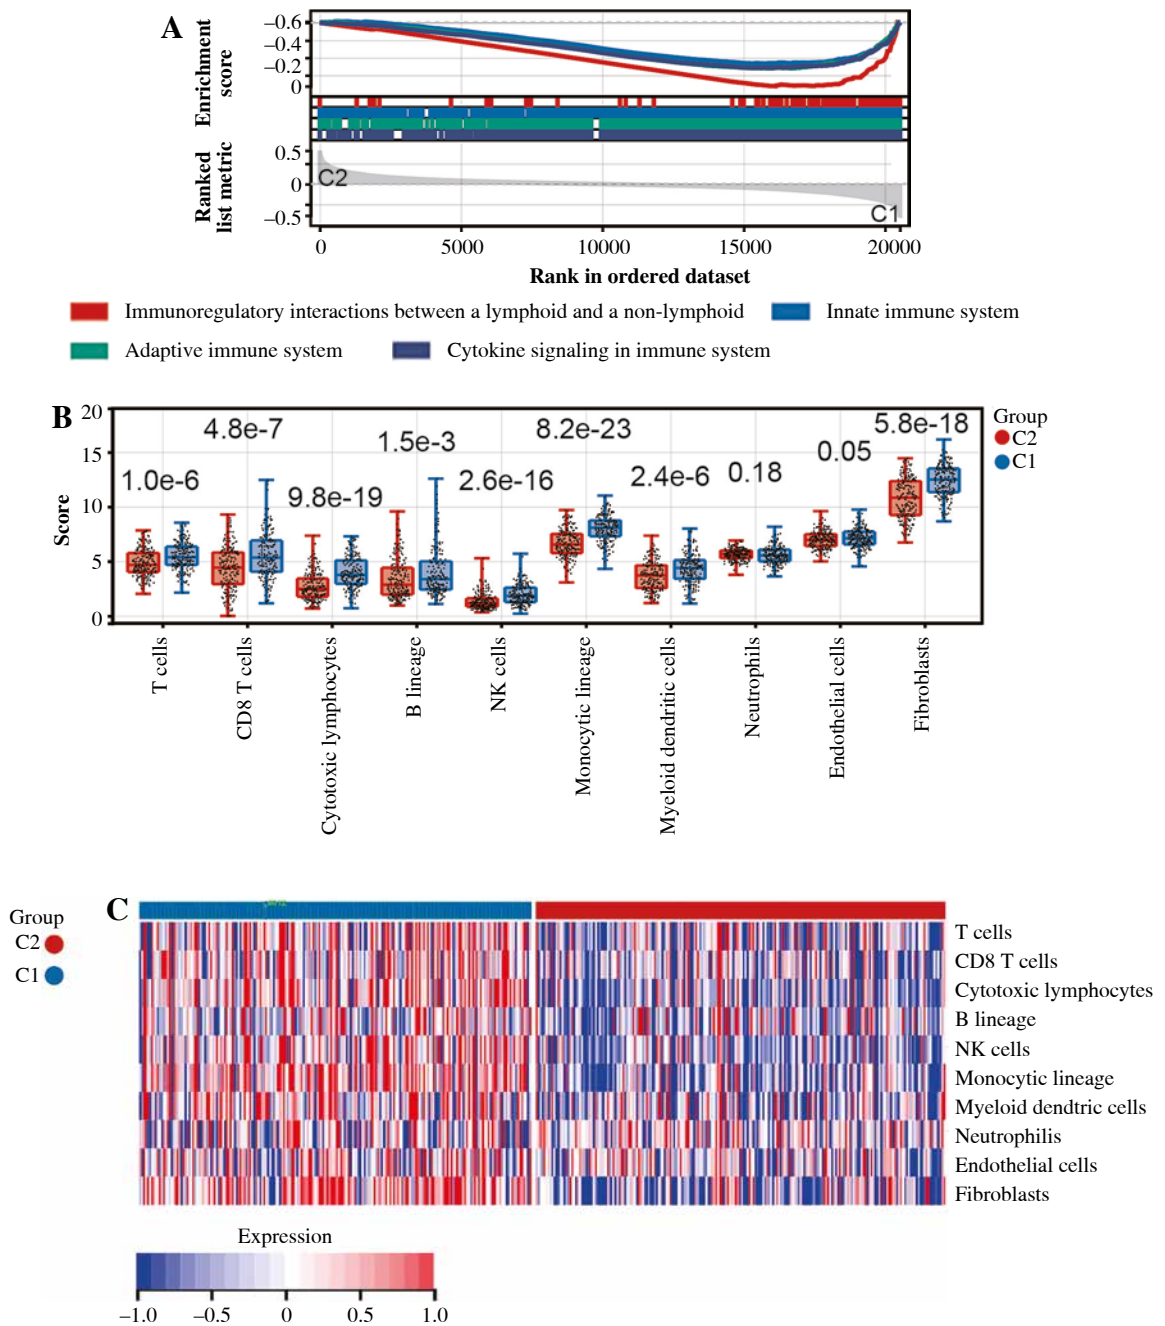 A
Enrichment
score
–0.6
–0.4
–0.2
0
Ranked
list metric
0.5
0
–0.5
C2
C1
0 5000 10000 15000 20000
Rank in ordered dataset
Immunoregulatory interactions between a lymphoid and a non-lymphoid
Innate immune system
Adaptive immune system
Cytokine signaling in immune system
B
Score
20
15
10
5
0
1.0e-6
4.8e-7
9.8e-19
1.5e-3
2.6e-16
8.2e-23
2.4e-6
0.18
0.05
5.8e-18
Group
C2
C1
T cells
CD8 T cells
Cytotoxic lymphocytes
B lineage
NK cells
Monocytic lineage
Myeloid dendritic cells
Neutrophils
Endothelial cells
Fibroblasts
C
Group
C2
C1
T cells
CD8 T cells
Cytotoxic lymphocytes
B lineage
NK cells
Monocytic lineage
Myeloid dendtric cells
Neutrophilis
Endothelial cells
Fibroblasts
Expression
–1.0 –0.5 0 0.5 1.0